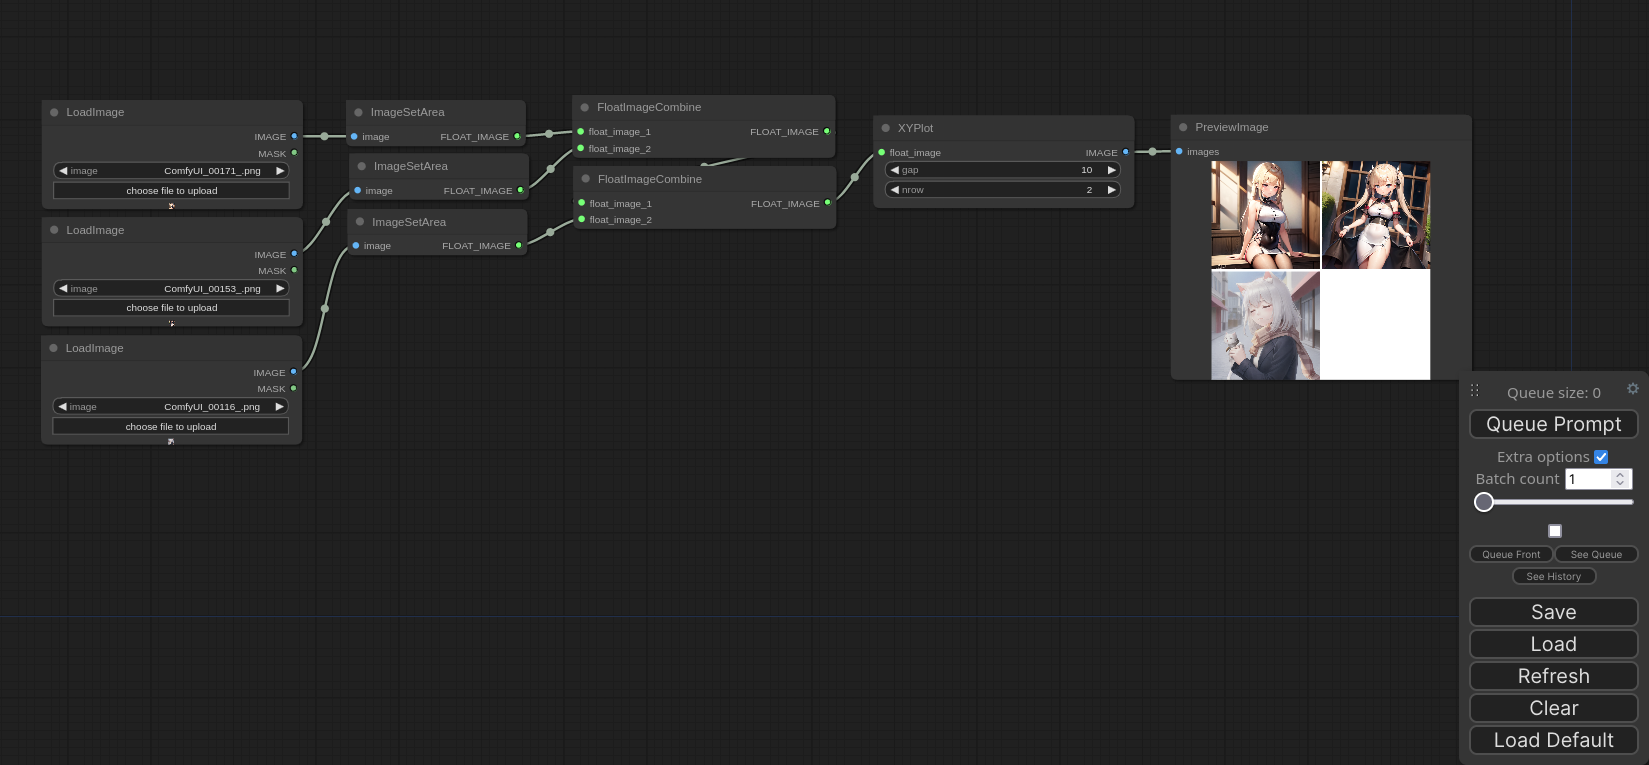 LoadImage
IMAGE
MASK
image ComfyUI_00171_.png
choose file to upload
LoadImage
IMAGE
MASK
image ComfyUI_00153_.png
choose file to upload
LoadImage
IMAGE
MASK
image ComfyUI_00116_.png
choose file to upload
ImageSetArea
image FLOAT_IMAGE
ImageSetArea
image FLOAT_IMAGE
ImageSetArea
image FLOAT_IMAGE
FloatImageCombine
float_image_1 FLOAT_IMAGE
float_image_2
FloatImageCombine
float_image_1 FLOAT_IMAGE
float_image_2
XYPlot
float_image IMAGE
gap 10
nrow 2
PreviewImage
images
Queue size: 0
Queue Prompt
Extra options
Batch count 1
Queue Front See Queue
See History
Save
Load
Refresh
Clear
Load Default